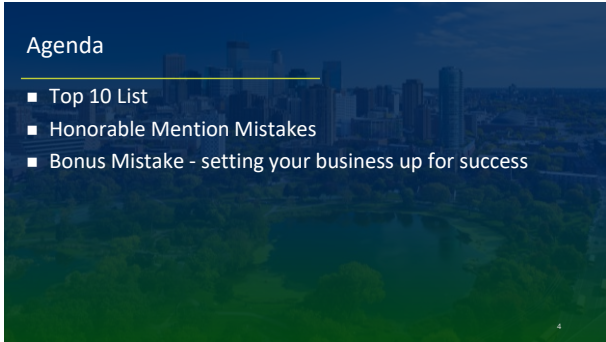 Agenda
■ Top 10 List
■ Honorable Mention Mistakes
■ Bonus Mistake - setting your business up for success
4